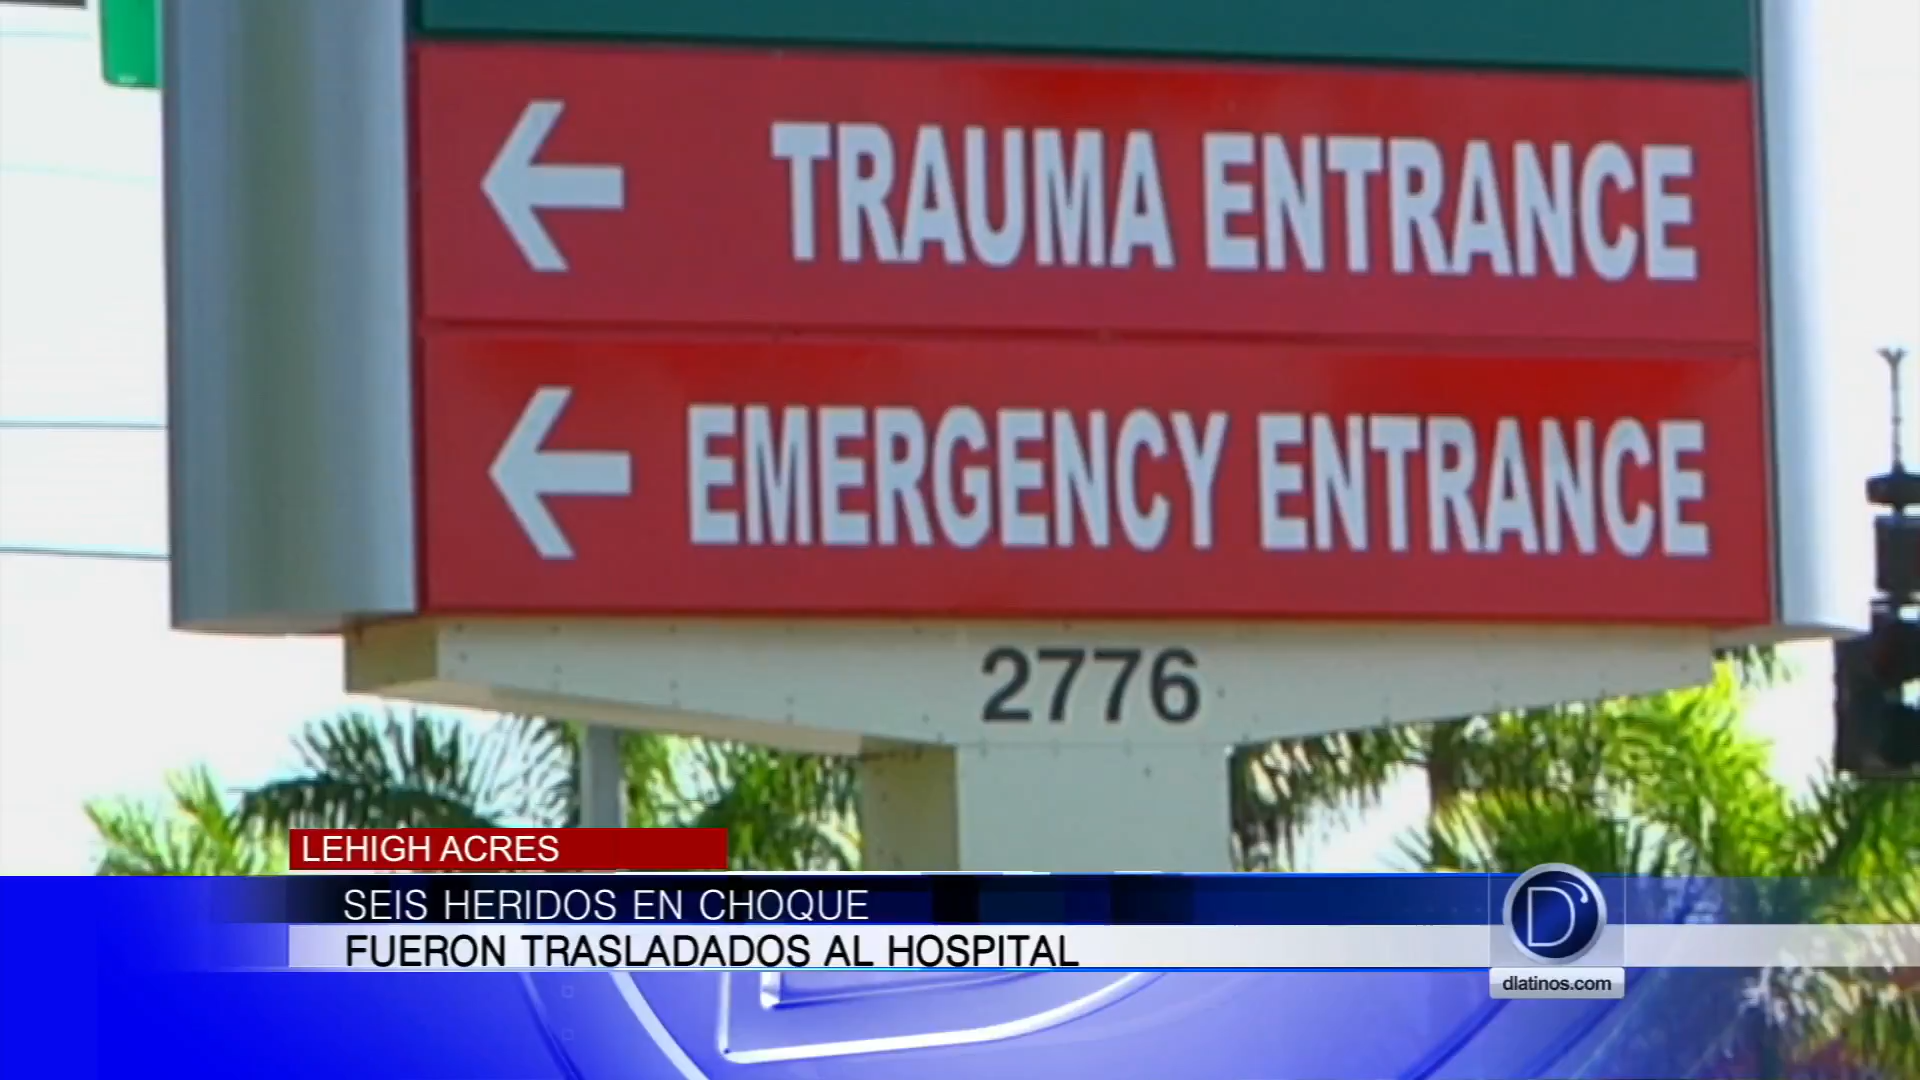 TRAUMA ENTRANCE
EMERGENCY ENTRANCE
2776
LEHIGH ACRES
SEIS HERIDOS EN CHOQUE
FUERON TRASLADADOS AL HOSPITAL
D'
dlatinos.com